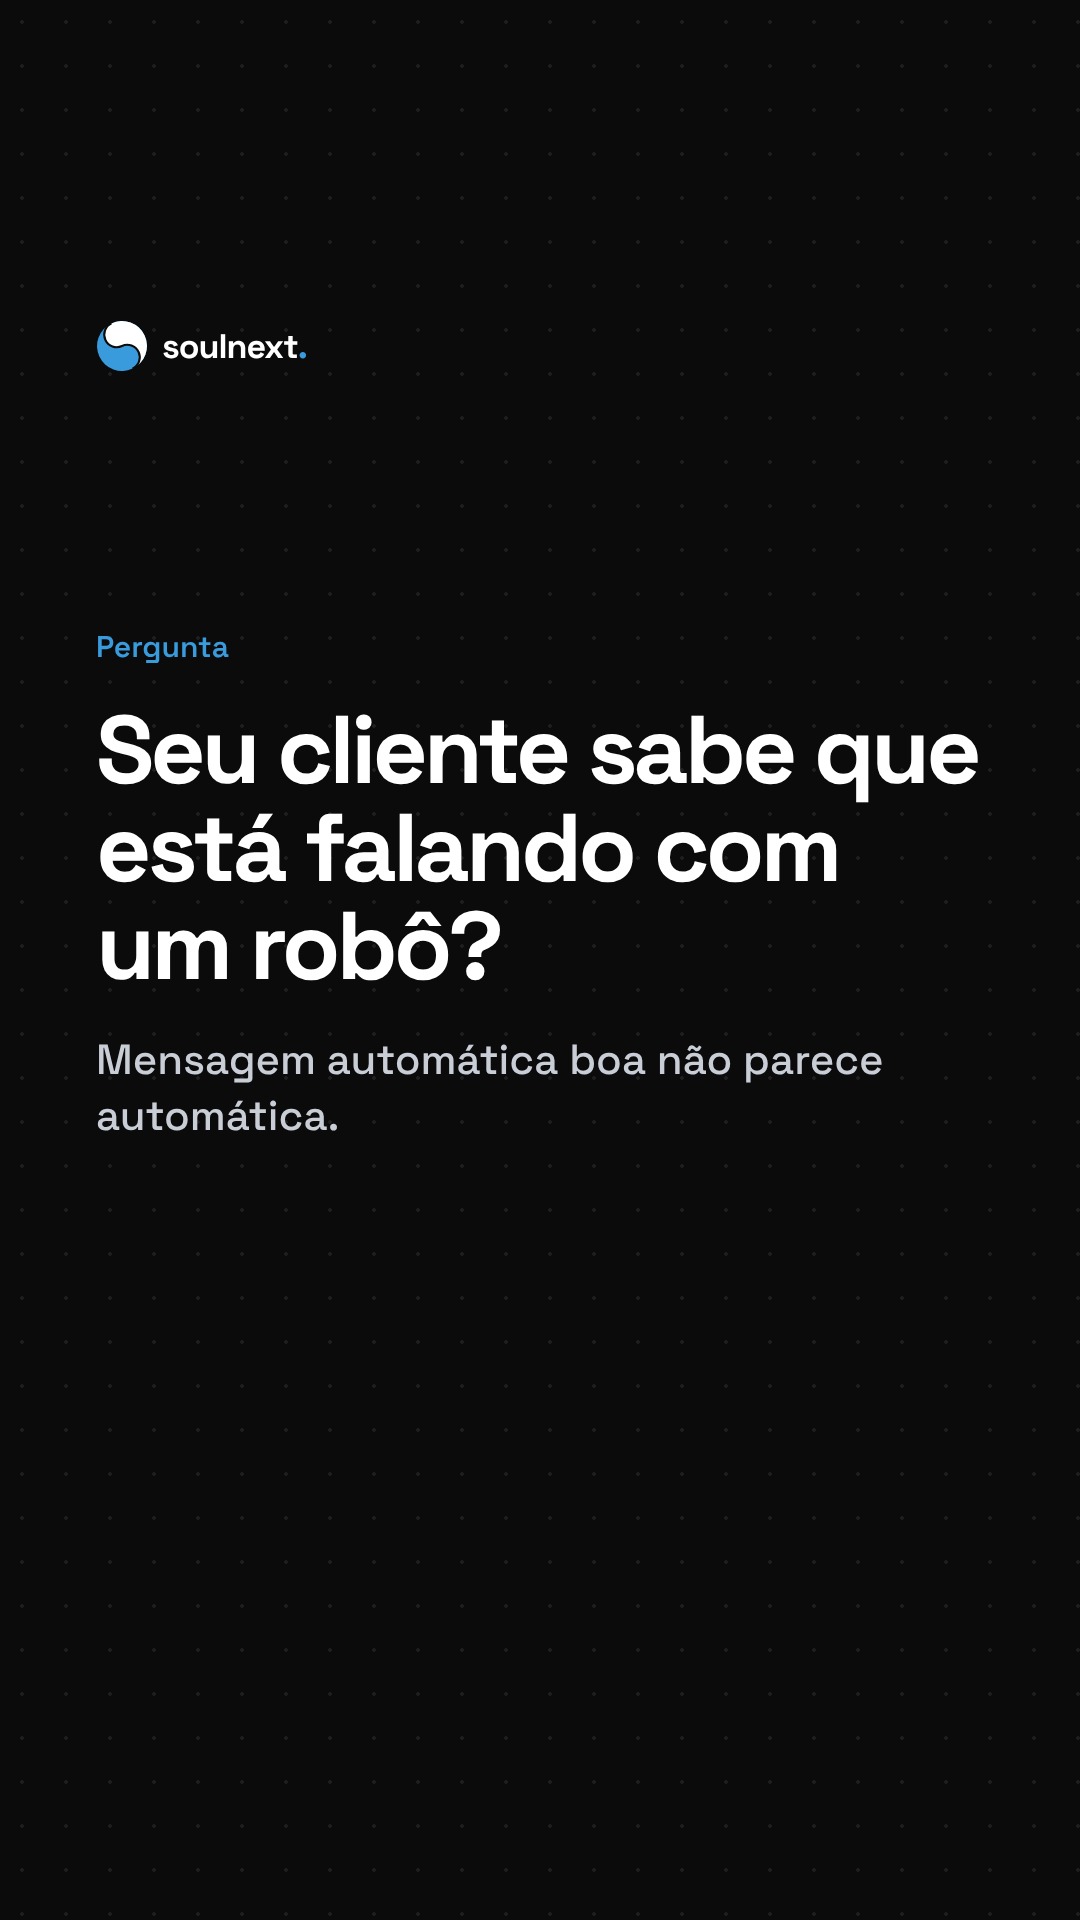 soulnext.
Pergunta
Seu cliente sabe que
está falando com
um robô?
Mensagem automática boa não parece
automática.